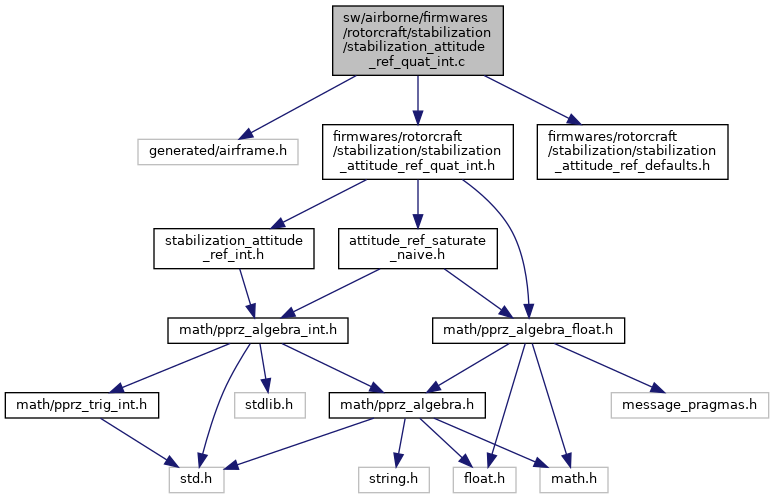 sw/airborne/firmwares
/rotorcraft/stabilization
/stabilization_attitude
_ref_quat_int.c
generated/airframe.h
firmwares/rotorcraft
/stabilization/stabilization
_attitude_ref_quat_int.h
firmwares/rotorcraft
/stabilization/stabilization
_attitude_ref_defaults.h
stabilization_attitude
_ref_int.h
attitude_ref_saturate
_naive.h
math/pprz_algebra_int.h
math/pprz_algebra_float.h
math/pprz_trig_int.h
stdlib.h
math/pprz_algebra.h
message_pragmas.h
std.h
string.h
float.h
math.h